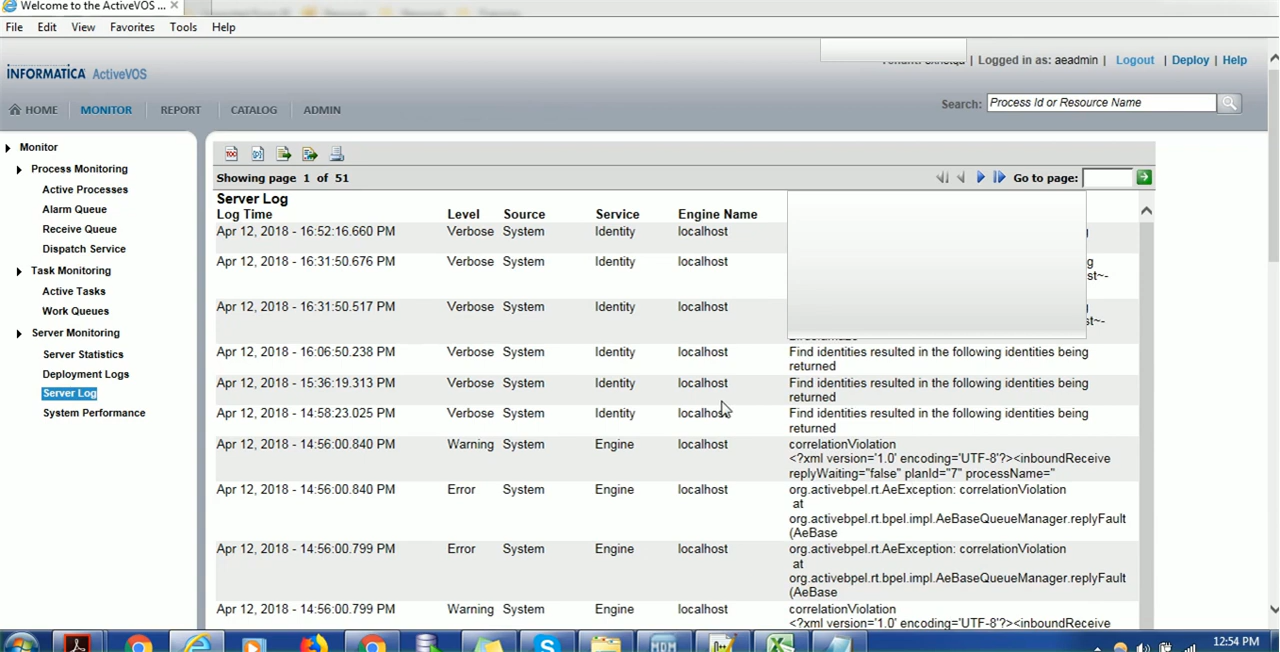 Welcome to the ActiveVOS ...
File Edit View Favorites Tools Help
INFORMATICA ActiveVOS
| Logged in as: aeadmin | Logout | Deploy | Help
HOME MONITOR REPORT CATALOG ADMIN
Search: Process Id or Resource Name
Monitor
Process Monitoring
Active Processes
Alarm Queue
Receive Queue
Dispatch Service
Task Monitoring
Active Tasks
Work Queues
Server Monitoring
Server Statistics
Deployment Logs
Server Log
System Performance
Showing page 1 of 51
Go to page:
Server Log
Log Time Level Source Service Engine Name
Apr 12, 2018 - 16:52:16.660 PM Verbose System Identity localhost
Apr 12, 2018 - 16:31:50.676 PM Verbose System Identity localhost
Apr 12, 2018 - 16:31:50.517 PM Verbose System Identity localhost
Apr 12, 2018 - 16:06:50.238 PM Verbose System Identity localhost Find identities resulted in the following identities being
returned
Apr 12, 2018 - 15:36:19.313 PM Verbose System Identity localhost Find identities resulted in the following identities being
returned
Apr 12, 2018 - 14:58:23.025 PM Verbose System Identity localhost Find identities resulted in the following identities being
returned
Apr 12, 2018 - 14:56:00.840 PM Warning System Engine localhost correlationViolation
<?xml version='1.0' encoding='UTF-8'?><inboundReceive
replyWaiting="false" planId="7" processName="
Apr 12, 2018 - 14:56:00.840 PM Error System Engine localhost org.activebpel.rt.AeException: correlationViolation
at
org.activebpel.rt.bpel.impl.AeBaseQueueManager.replyFault
(AeBase
Apr 12, 2018 - 14:56:00.799 PM Error System Engine localhost org.activebpel.rt.AeException: correlationViolation
at
org.activebpel.rt.bpel.impl.AeBaseQueueManager.replyFault
(AeBase
Apr 12, 2018 - 14:56:00.799 PM Warning System Engine localhost correlationViolation
<?xml version='1.0' encoding='UTF-8'?><inboundReceive
MDM
12:54 PM